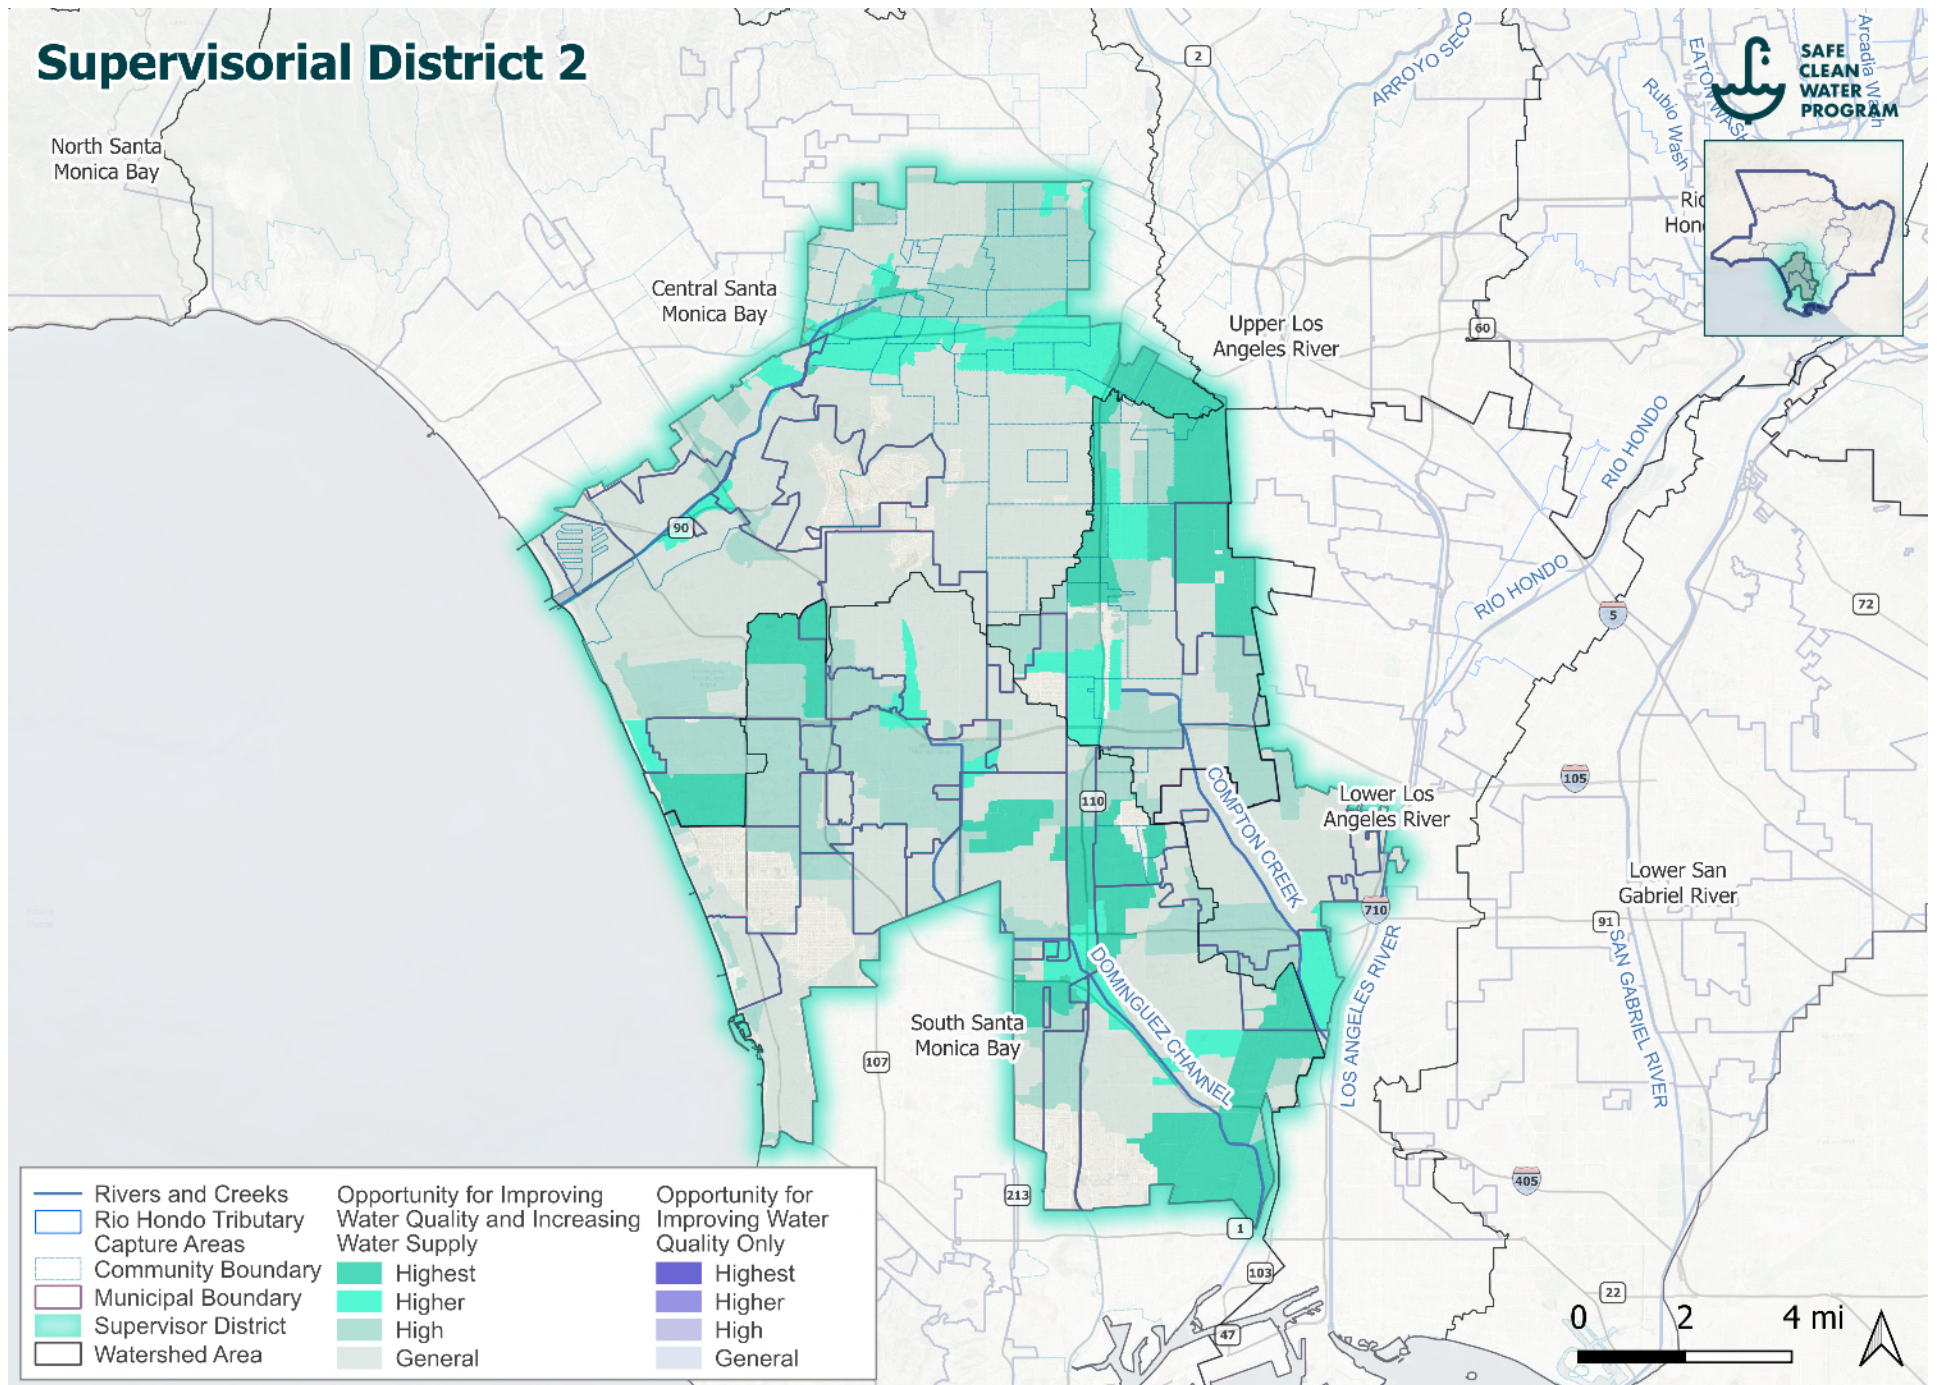 Supervisorial District 2
SAFE
CLEAN
WATER
PROGRAM
North Santa
Monica Bay
Central Santa
Monica Bay
Upper Los
Angeles River
Lower Los
Angeles River
Lower San
Gabriel River
South Santa
Monica Bay
ARROYO SECO
Rubio Wash
Arcadia Wash
RIO HONDO
RIO HONDO
COMPTON CREEK
DOMINGUEZ CHANNEL
LOS ANGELES RIVER
SAN GABRIEL RIVER
2
60
90
5
72
105
110
710
91
107
213
405
1
103
47
22
Rivers and Creeks
Rio Hondo Tributary
Capture Areas
Community Boundary
Municipal Boundary
Supervisor District
Watershed Area
Opportunity for Improving
Water Quality and Increasing
Water Supply
Highest
Higher
High
General
Opportunity for
Improving Water
Quality Only
Highest
Higher
High
General
0 2 4 mi